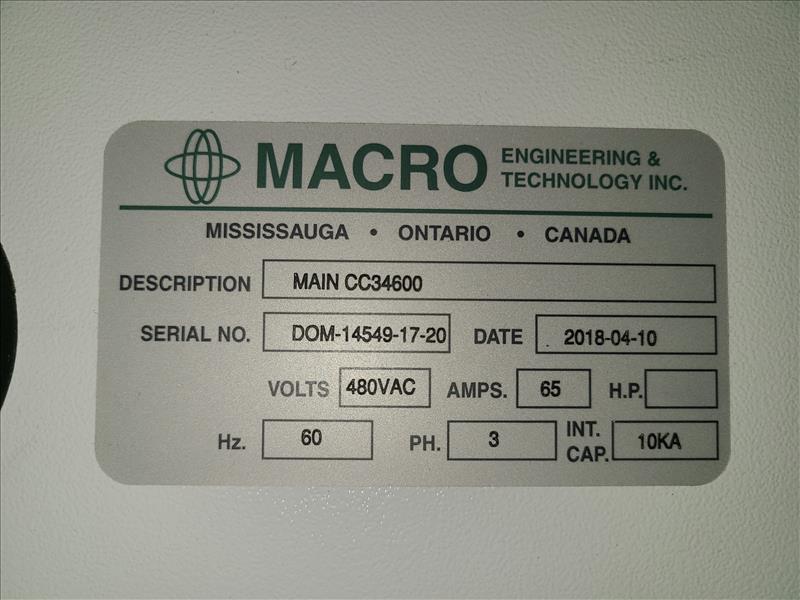 MACRO ENGINEERING &
TECHNOLOGY INC.
MISSISSAUGA • ONTARIO • CANADA
DESCRIPTION MAIN CC34600
SERIAL NO. DOM-14549-17-20 DATE 2018-04-10
VOLTS 480VAC AMPS. 65 H.P.
Hz. 60 PH. 3 INT. CAP. 10KA